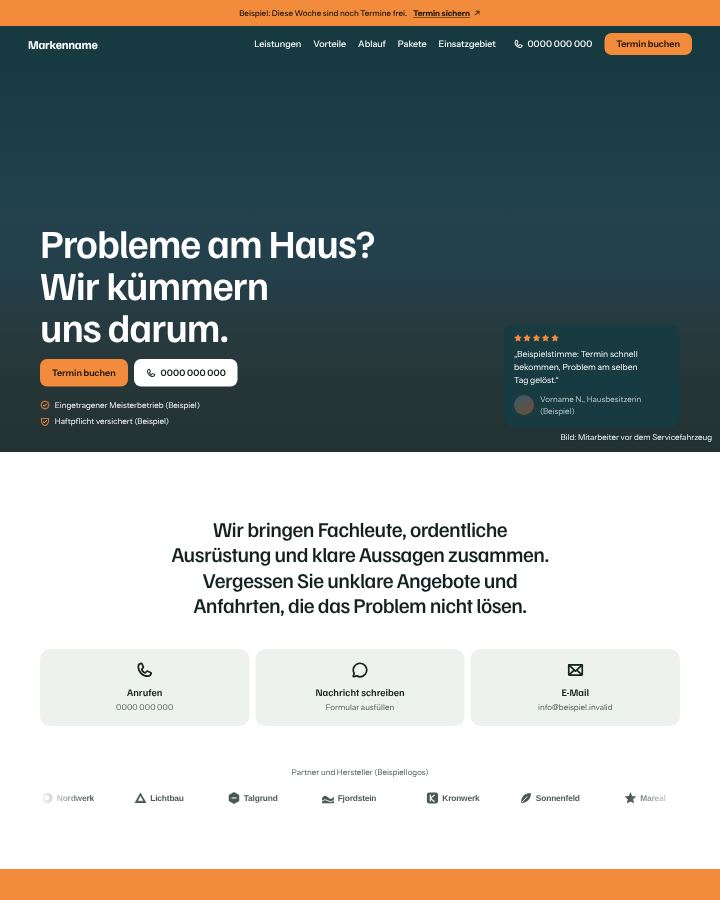 Beispiel: Diese Woche sind noch Termine frei. Termin sichern
Markenname
Leistungen Vorteile Ablauf Pakete Einsatzgebiet 0000 000 000 Termin buchen
Probleme am Haus?
Wir kümmern
uns darum.
Termin buchen 0000 000 000
Eingetragener Meisterbetrieb (Beispiel)
Haftpflicht versichert (Beispiel)
„Beispielstimme: Termin schnell
bekommen, Problem am selben
Tag gelöst.“
Vorname N., Hausbesitzerin
(Beispiel)
Bild: Mitarbeiter vor dem Servicefahrzeug
Wir bringen Fachleute, ordentliche
Ausrüstung und klare Aussagen zusammen.
Vergessen Sie unklare Angebote und
Anfahrten, die das Problem nicht lösen.
Anrufen
0000 000 000
Nachricht schreiben
Formular ausfüllen
E-Mail
info@beispiel.invalid
Partner und Hersteller (Beispiellogos)
Nordwerk Lichtbau Talgrund Fjordstein Kronwerk Sonnenfeld Mareal